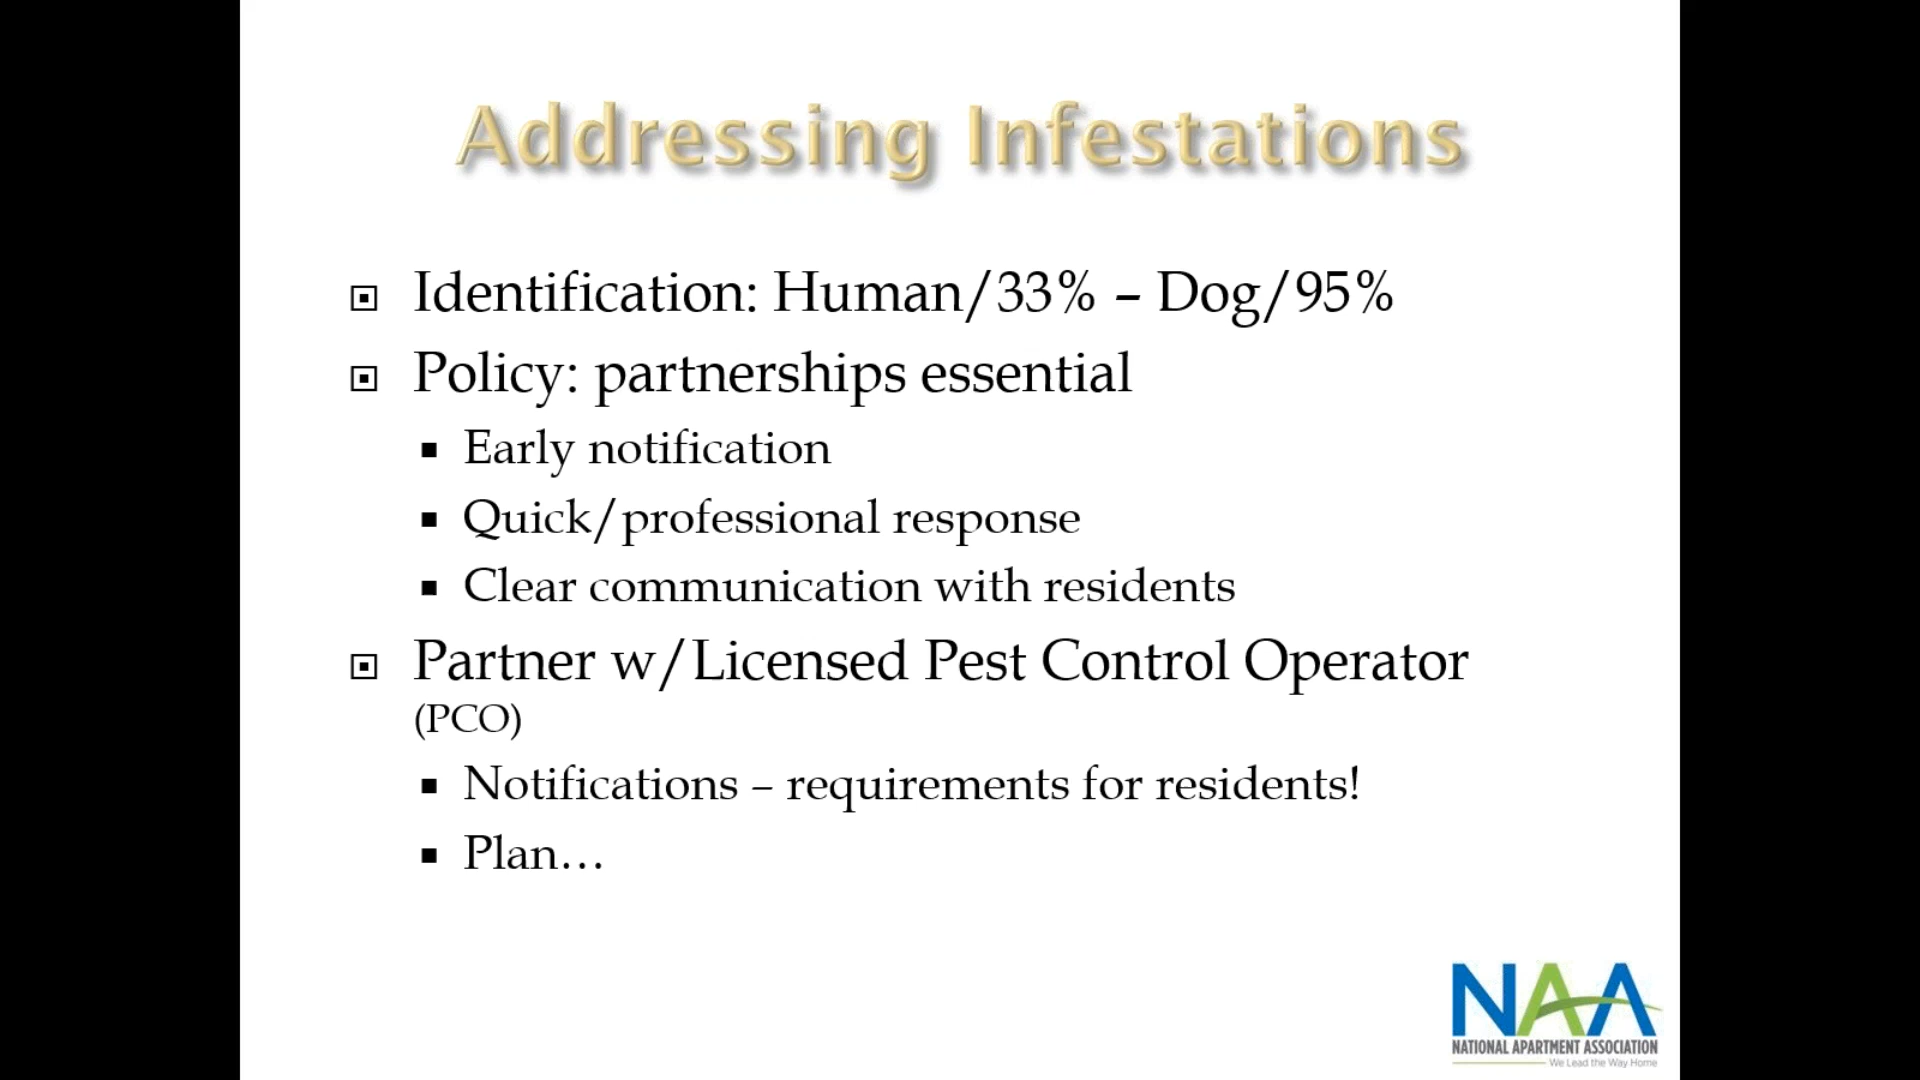 Addressing Infestations
Identification: Human/33% – Dog/95%
Policy: partnerships essential
Early notification
Quick/professional response
Clear communication with residents
Partner w/Licensed Pest Control Operator
(PCO)
Notifications – requirements for residents!
Plan…
NAA
NATIONAL APARTMENT ASSOCIATION
We Lead the Way Home